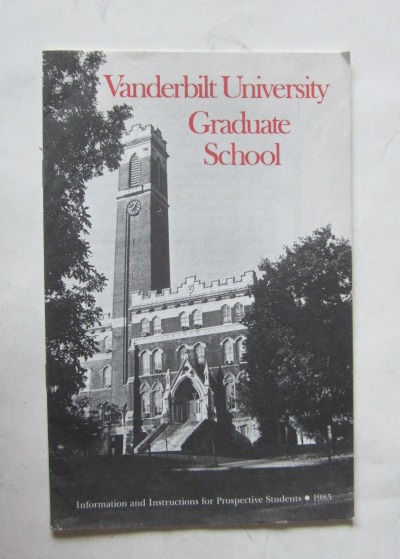 Vanderbilt University
Graduate
School
Information and Instructions for Prospective Students • 1985